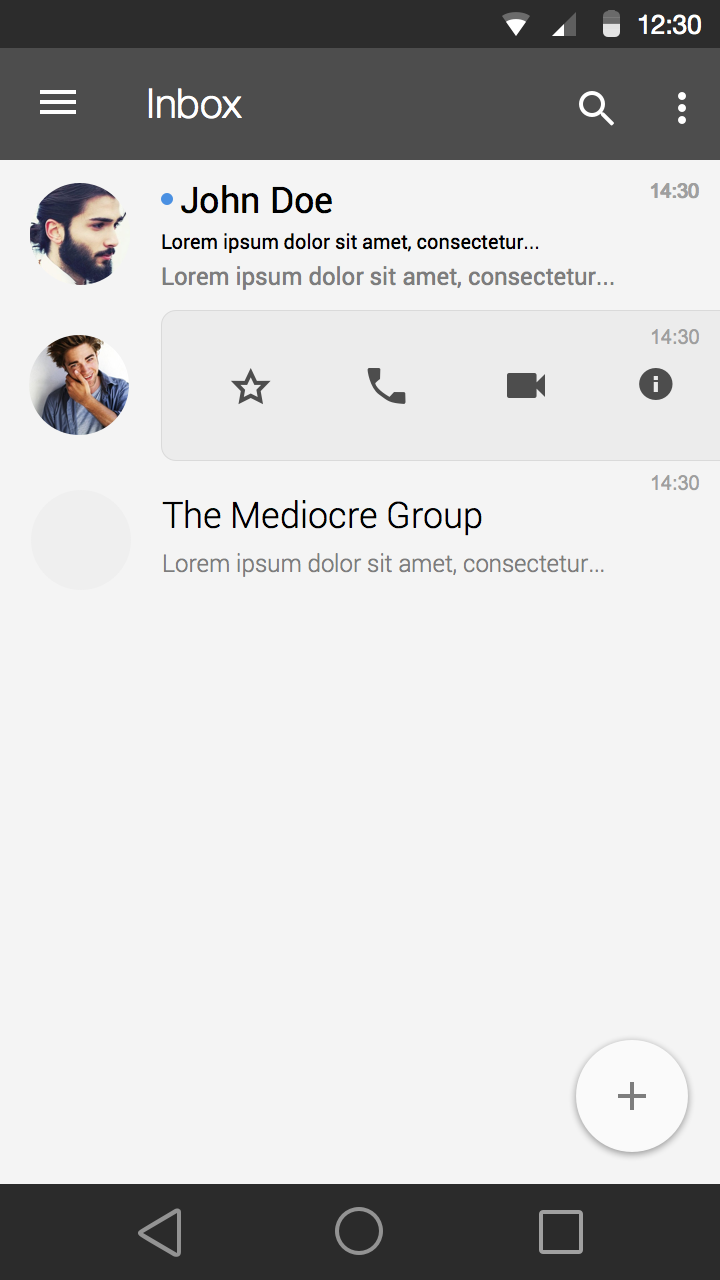 12:30
Inbox
John Doe
14:30
Lorem ipsum dolor sit amet, consectetur...
Lorem ipsum dolor sit amet, consectetur...
14:30
14:30
The Mediocre Group
Lorem ipsum dolor sit amet, consectetur...